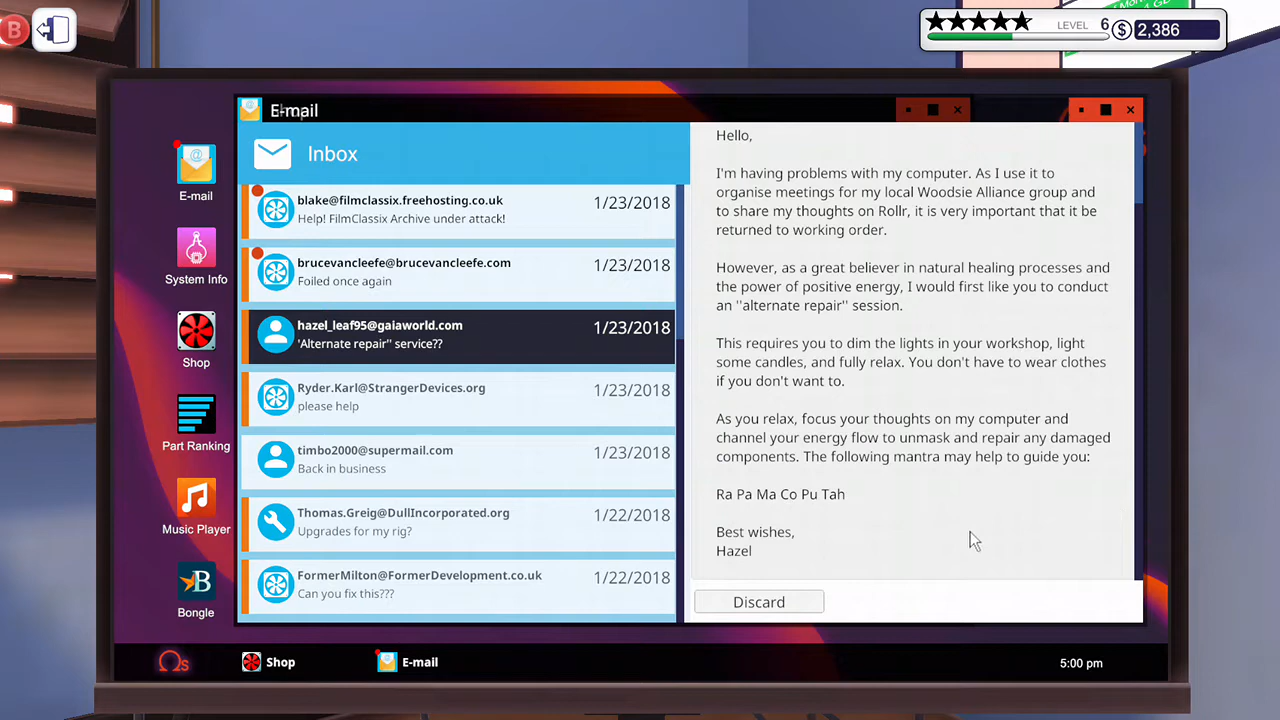 B
LEVEL 6 $ 2,386
E-mail
Inbox
E-mail
System Info
Shop
Part Ranking
Music Player
Bongle
blake@filmclassix.freehosting.co.uk 1/23/2018
Help! FilmClassix Archive under attack!
brucevancleefe@brucevancleefe.com 1/23/2018
Foiled once again
hazel_leaf95@gaiaworld.com 1/23/2018
'Alternate repair'' service??
Ryder.Karl@StrangerDevices.org 1/23/2018
please help
timbo2000@supermail.com 1/23/2018
Back in business
Thomas.Greig@DullIncorporated.org 1/22/2018
Upgrades for my rig?
FormerMilton@FormerDevelopment.co.uk 1/22/2018
Can you fix this???
Hello,
I'm having problems with my computer. As I use it to
organise meetings for my local Woodsie Alliance group and
to share my thoughts on Rollr, it is very important that it be
returned to working order.
However, as a great believer in natural healing processes and
the power of positive energy, I would first like you to conduct
an ''alternate repair'' session.
This requires you to dim the lights in your workshop, light
some candles, and fully relax. You don't have to wear clothes
if you don't want to.
As you relax, focus your thoughts on my computer and
channel your energy flow to unmask and repair any damaged
components. The following mantra may help to guide you:
Ra Pa Ma Co Pu Tah
Best wishes,
Hazel
Discard
Ωs
Shop
E-mail
5:00 pm